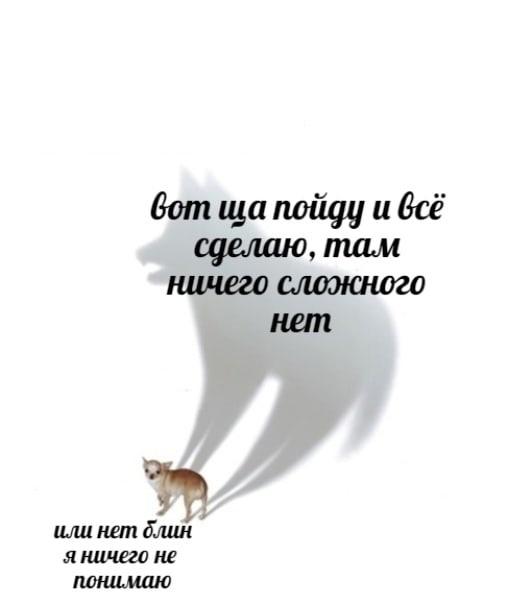 вот ща пойду и всё
сделаю, там
ничего сложного
нет
или нет блин
я ничего не
понимаю